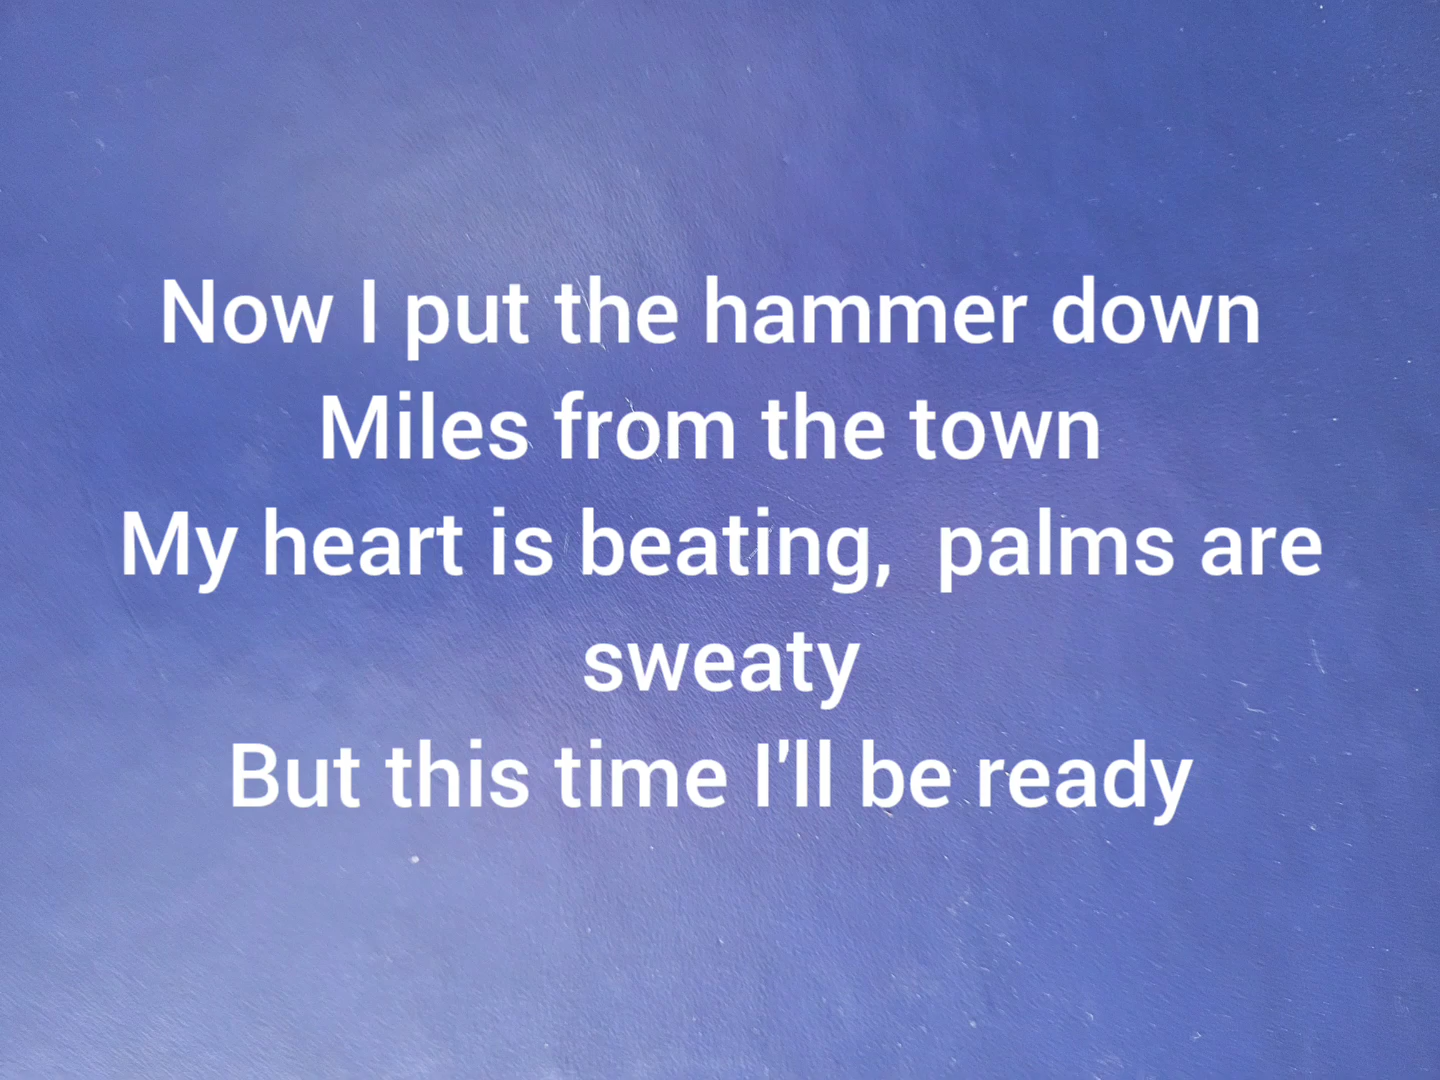 Now I put the hammer down
Miles from the town
My heart is beating,  palms are
sweaty
But this time I'll be ready